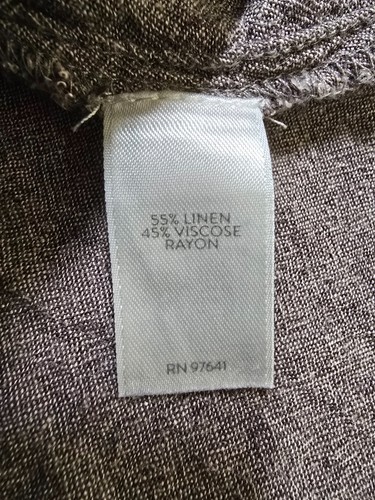 55% LINEN
45% VISCOSE
RAYON
RN 97641